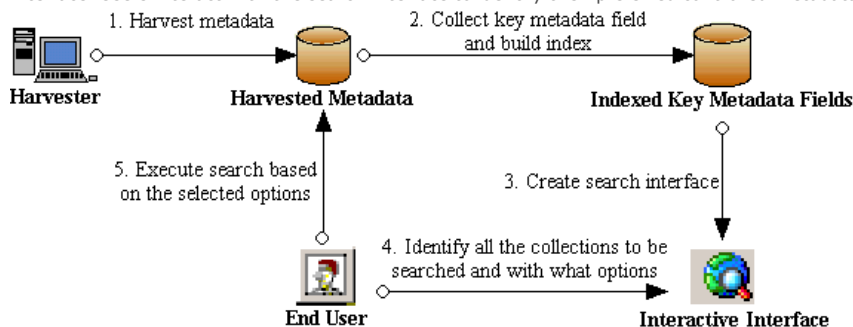 1. Harvest metadata
2. Collect key metadata field
and build index
Harvester
Harvested Metadata
Indexed Key Metadata Fields
5. Execute search based
on the selected options
3. Create search interface
4. Identify all the collections to be
searched and with what options
End User
Interactive Interface